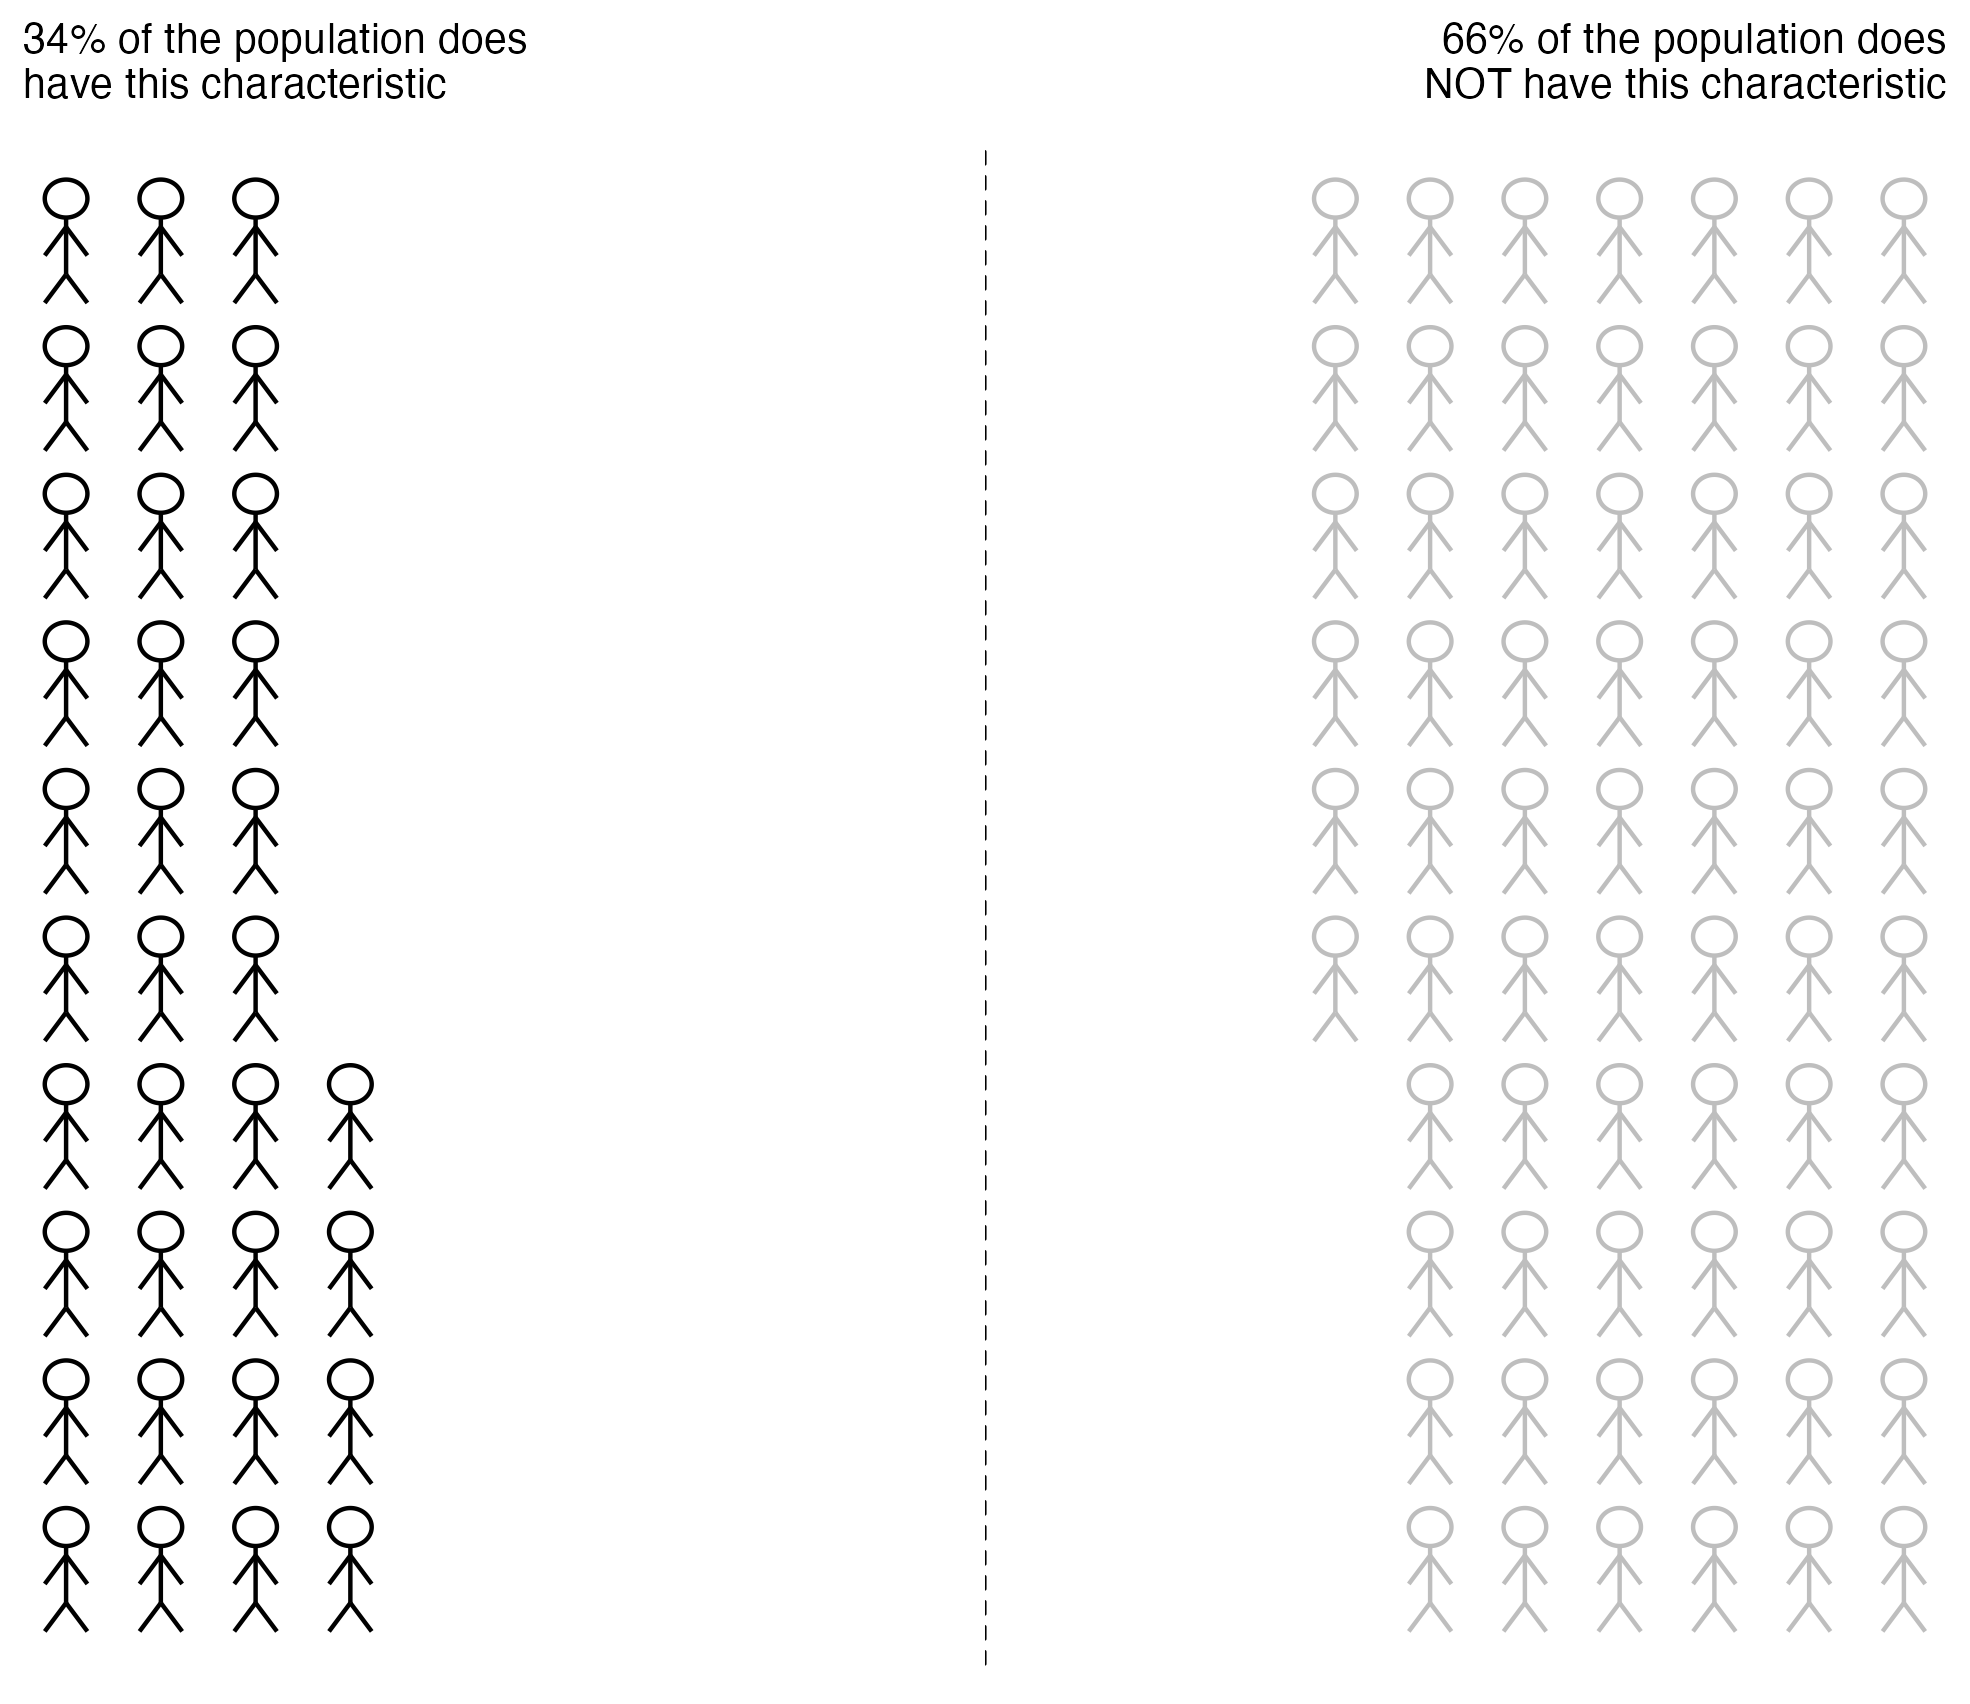 34% of the population does
have this characteristic
66% of the population does
NOT have this characteristic